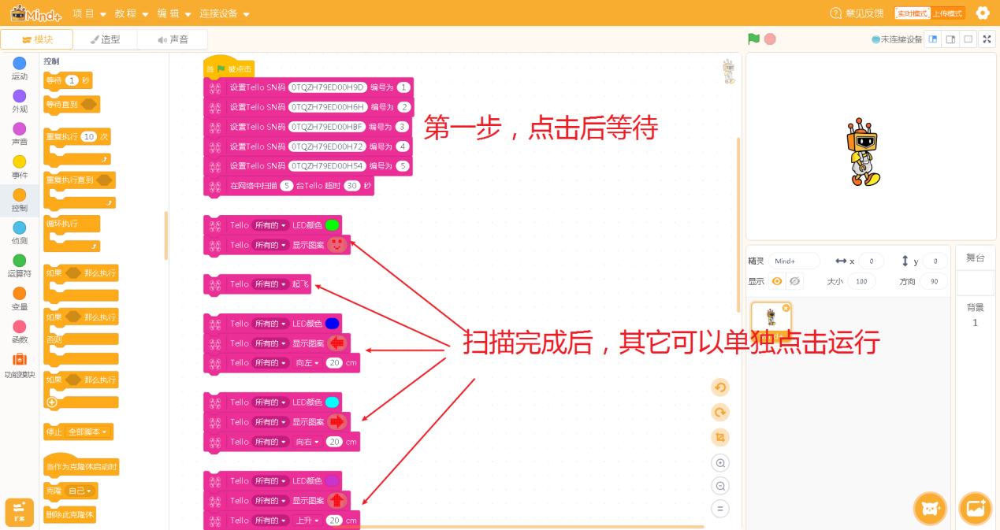 Mind+ 项目 教程 编辑 连接设备 意见反馈 实时模式 上传模式
模块 造型 声音 未连接设备
运动
外观
声音
事件
控制
侦测
运算符
变量
函数
功能模块
扩展
控制
等待 1 秒
等待直到
重复执行 10 次
重复执行直到
循环执行
如果 那么执行
如果 那么执行
否则
如果 那么执行
停止 全部脚本
当作为克隆体启动时
克隆 自己
删除此克隆体
当 被点击
设置Tello SN码 0TQZH79ED00H9D 编号为 1
设置Tello SN码 0TQZH79ED00H6H 编号为 2
设置Tello SN码 0TQZH79ED00HBF 编号为 3
设置Tello SN码 0TQZH79ED00H72 编号为 4
设置Tello SN码 0TQZH79ED00H54 编号为 5
在网络中扫描 5 台Tello 超时 30 秒
第一步，点击后等待
Tello 所有的 LED颜色
Tello 所有的 显示图案
Tello 所有的 起飞
Tello 所有的 LED颜色
Tello 所有的 显示图案
Tello 所有的 向左 20 cm
扫描完成后，其它可以单独点击运行
Tello 所有的 LED颜色
Tello 所有的 显示图案
Tello 所有的 向右 20 cm
Tello 所有的 LED颜色
Tello 所有的 显示图案
Tello 所有的 上升 20 cm
精灵 Mind+ x 0 y 0
显示 大小 100 方向 90
舞台
背景
1